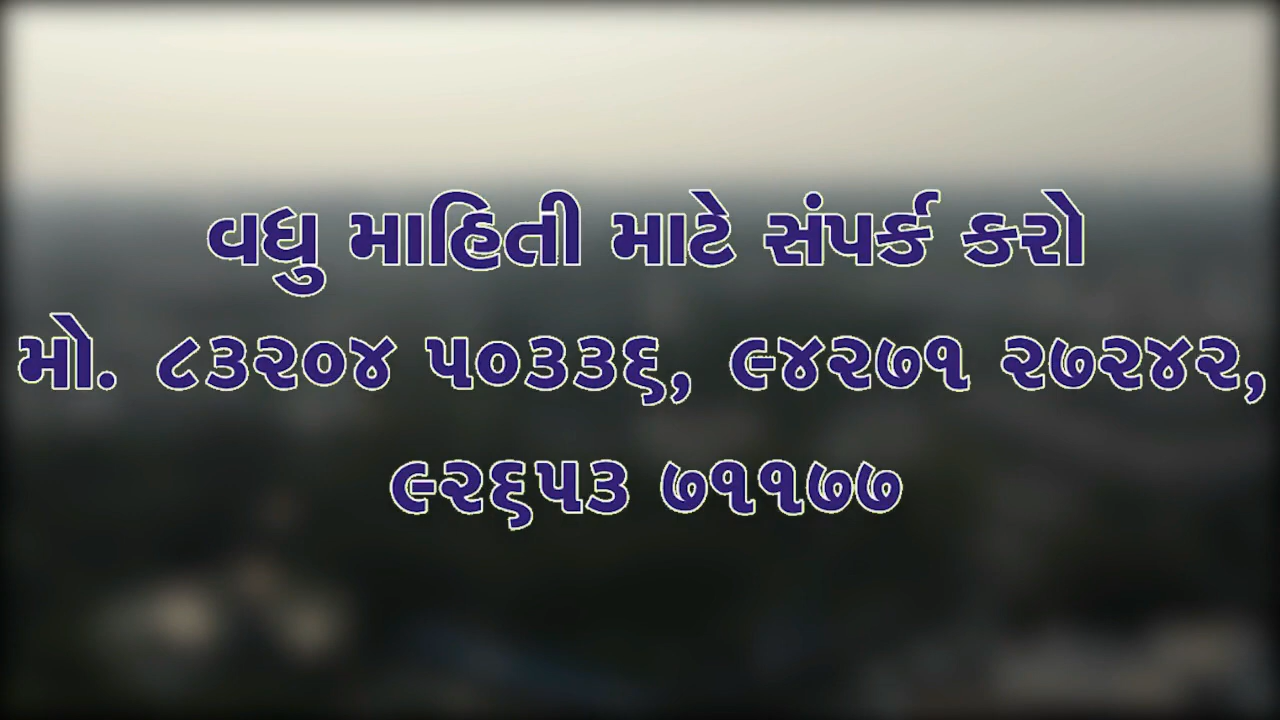 વધુ માહિતી માટે સંપર્ક કરો
મો. ૮૩૨૦૪ ૫૦૩૩૬, ૯૪૨૭૧ ૨૭૨૪૨,
૯૨૬૫૩ ૭૧૧૭૭